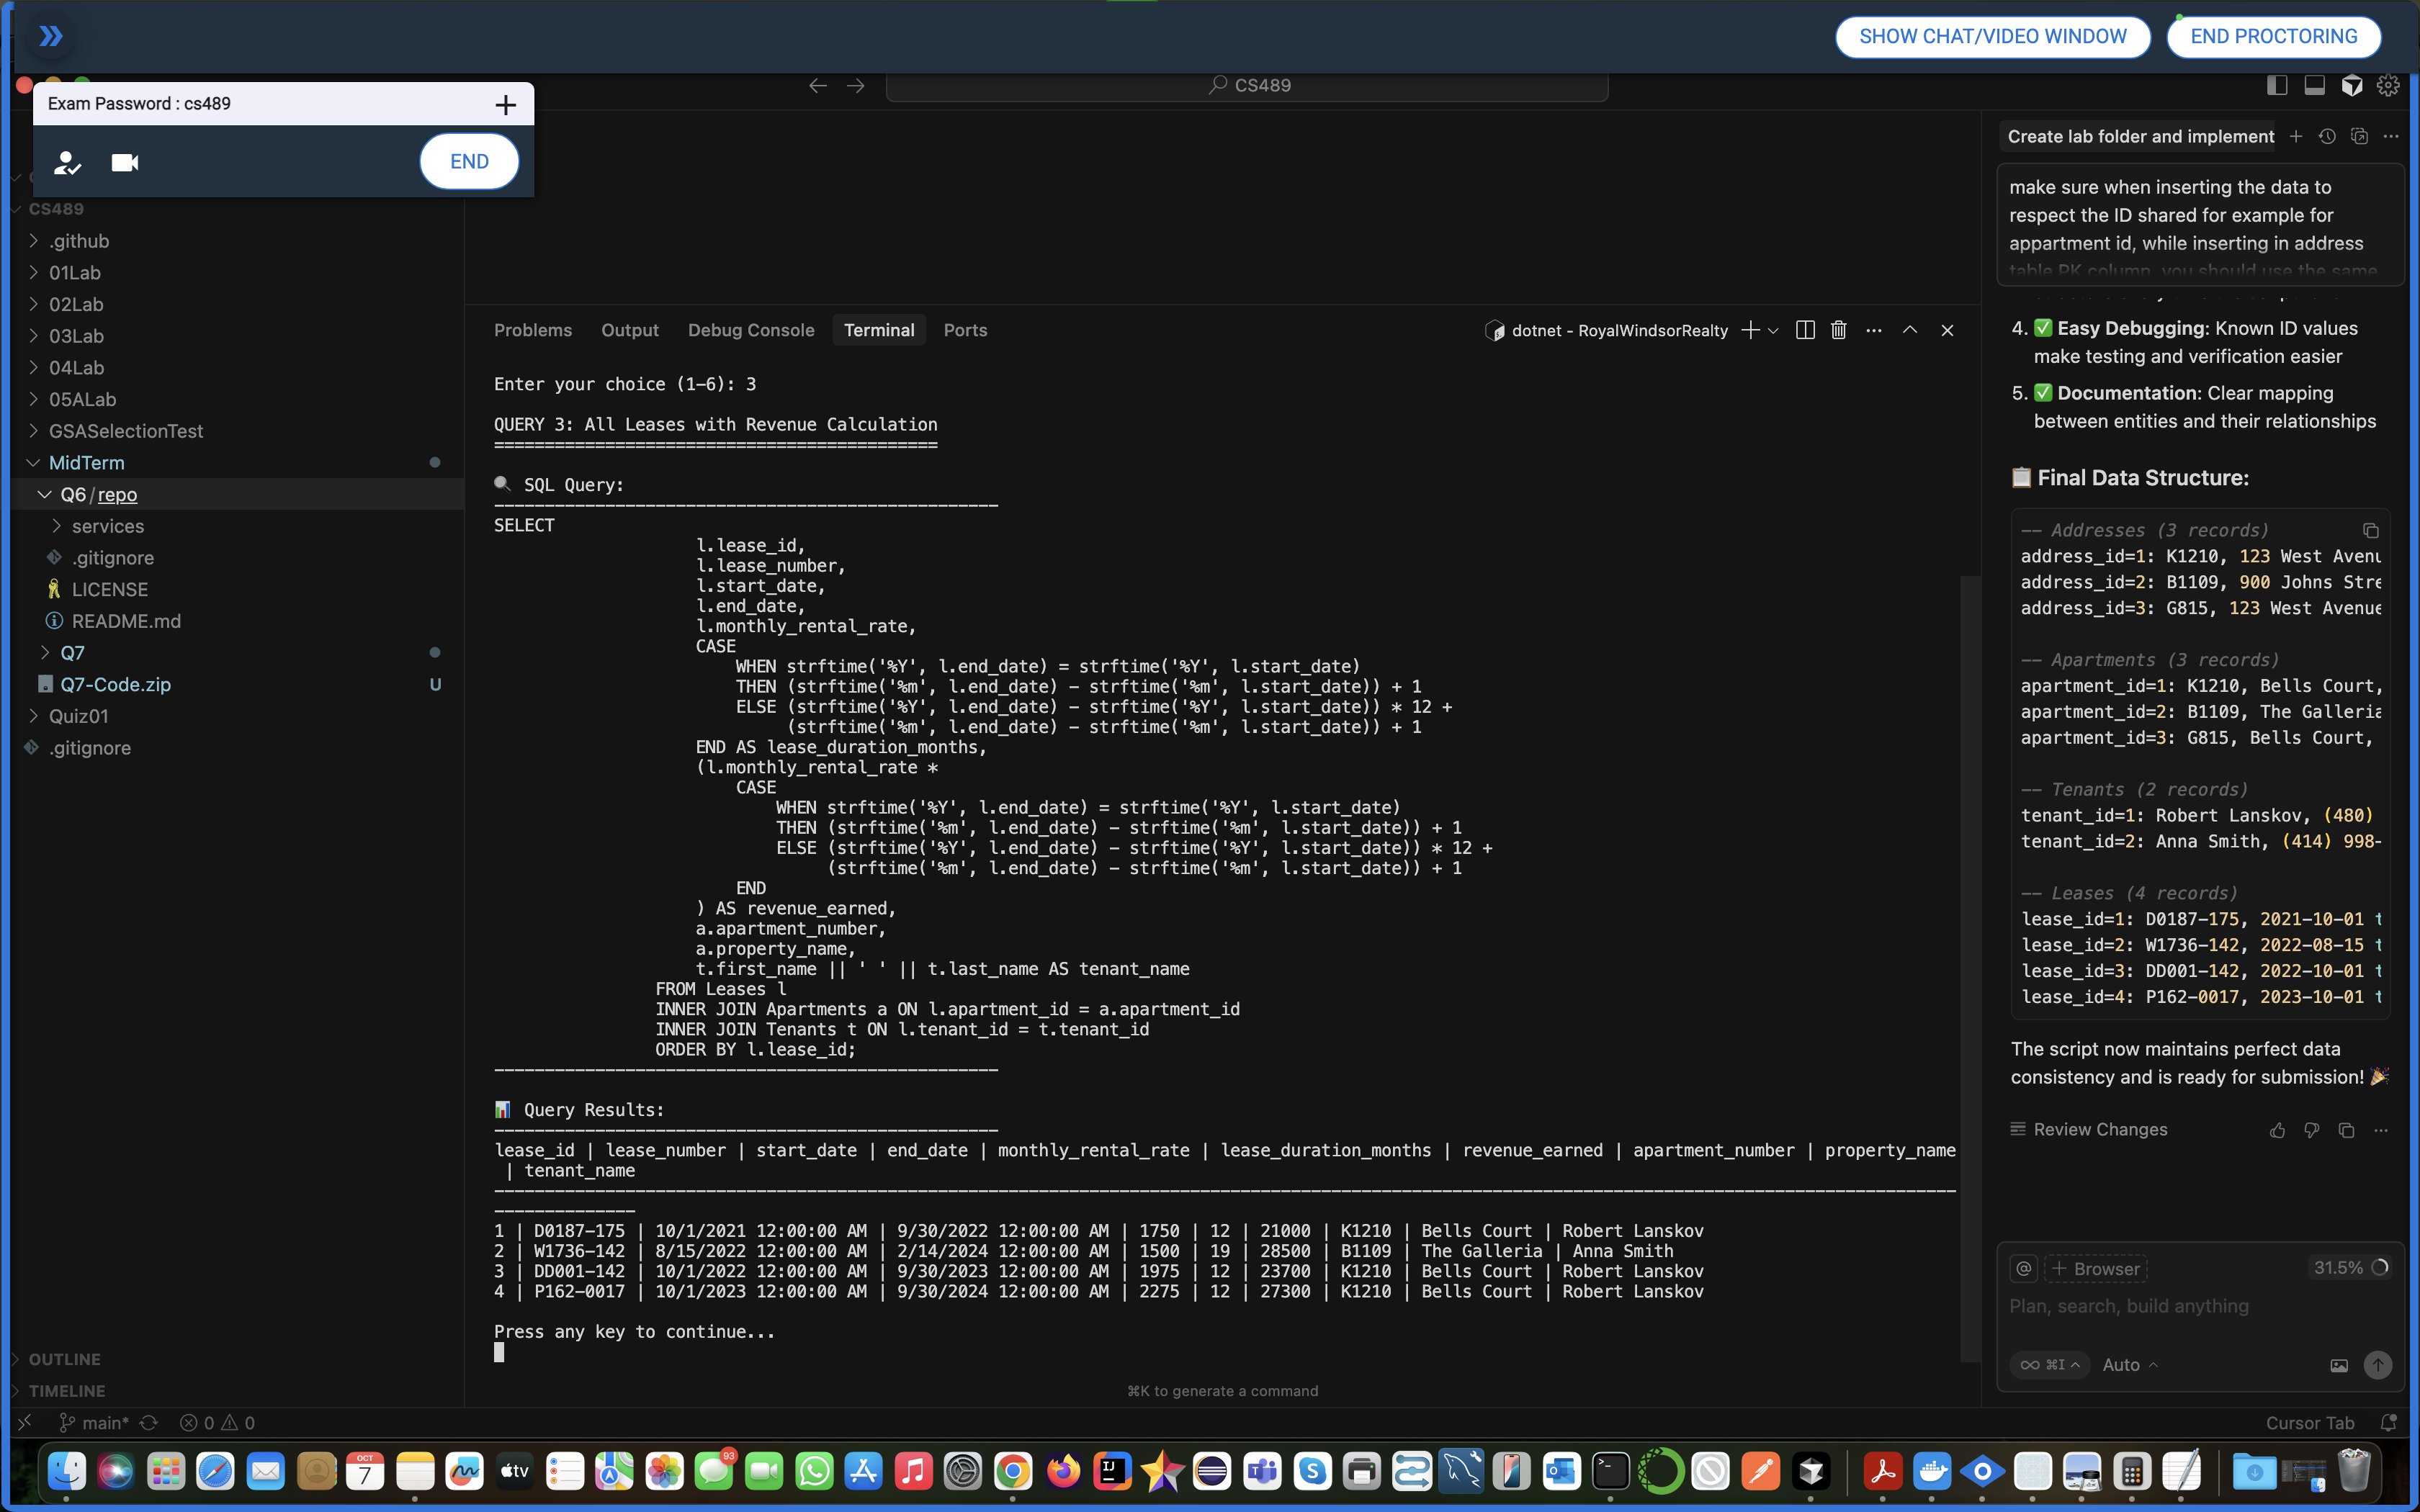 SHOW CHAT/VIDEO WINDOW
END PROCTORING
Exam Password : cs489
END
CS489
CS489
.github
01Lab
02Lab
03Lab
04Lab
05ALab
GSASelectionTest
MidTerm
Q6/repo
services
.gitignore
LICENSE
README.md
Q7
Q7-Code.zip U
Quiz01
.gitignore
OUTLINE
TIMELINE
Problems Output Debug Console Terminal Ports
dotnet - RoyalWindsorRealty
Enter your choice (1-6): 3
QUERY 3: All Leases with Revenue Calculation
==========================================
SQL Query:
--------------------------------------------------
SELECT
l.lease_id,
l.lease_number,
l.start_date,
l.end_date,
l.monthly_rental_rate,
CASE
WHEN strftime('%Y', l.end_date) = strftime('%Y', l.start_date)
THEN (strftime('%m', l.end_date) - strftime('%m', l.start_date)) + 1
ELSE (strftime('%Y', l.end_date) - strftime('%Y', l.start_date)) * 12 +
(strftime('%m', l.end_date) - strftime('%m', l.start_date)) + 1
END AS lease_duration_months,
(l.monthly_rental_rate *
CASE
WHEN strftime('%Y', l.end_date) = strftime('%Y', l.start_date)
THEN (strftime('%m', l.end_date) - strftime('%m', l.start_date)) + 1
ELSE (strftime('%Y', l.end_date) - strftime('%Y', l.start_date)) * 12 +
(strftime('%m', l.end_date) - strftime('%m', l.start_date)) + 1
END
) AS revenue_earned,
a.apartment_number,
a.property_name,
t.first_name || ' ' || t.last_name AS tenant_name
FROM Leases l
INNER JOIN Apartments a ON l.apartment_id = a.apartment_id
INNER JOIN Tenants t ON l.tenant_id = t.tenant_id
ORDER BY l.lease_id;
--------------------------------------------------
Query Results:
--------------------------------------------------
lease_id | lease_number | start_date | end_date | monthly_rental_rate | lease_duration_months | revenue_earned | apartment_number | property_name
| tenant_name
1 | D0187-175 | 10/1/2021 12:00:00 AM | 9/30/2022 12:00:00 AM | 1750 | 12 | 21000 | K1210 | Bells Court | Robert Lanskov
2 | W1736-142 | 8/15/2022 12:00:00 AM | 2/14/2024 12:00:00 AM | 1500 | 19 | 28500 | B1109 | The Galleria | Anna Smith
3 | DD001-142 | 10/1/2022 12:00:00 AM | 9/30/2023 12:00:00 AM | 1975 | 12 | 23700 | K1210 | Bells Court | Robert Lanskov
4 | P162-0017 | 10/1/2023 12:00:00 AM | 9/30/2024 12:00:00 AM | 2275 | 12 | 27300 | K1210 | Bells Court | Robert Lanskov
Press any key to continue...
⌘K to generate a command
Create lab folder and implement
make sure when inserting the data to
respect the ID shared for example for
appartment id, while inserting in address
table PK column, you should use the same
4. ✅ Easy Debugging: Known ID values
make testing and verification easier
5. ✅ Documentation: Clear mapping
between entities and their relationships
Final Data Structure:
-- Addresses (3 records)
address_id=1: K1210, 123 West Avenu
address_id=2: B1109, 900 Johns Stre
address_id=3: G815, 123 West Avenue
-- Apartments (3 records)
apartment_id=1: K1210, Bells Court,
apartment_id=2: B1109, The Galleria
apartment_id=3: G815, Bells Court,
-- Tenants (2 records)
tenant_id=1: Robert Lanskov, (480)
tenant_id=2: Anna Smith, (414) 998-
-- Leases (4 records)
lease_id=1: D0187-175, 2021-10-01 t
lease_id=2: W1736-142, 2022-08-15 t
lease_id=3: DD001-142, 2022-10-01 t
lease_id=4: P162-0017, 2023-10-01 t
The script now maintains perfect data
consistency and is ready for submission! 🎉
Review Changes
@ + Browser 31.5%
Plan, search, build anything
∞ ⌘I Auto
main* 0 0
Cursor Tab
OCT
7
tv
93
IJ